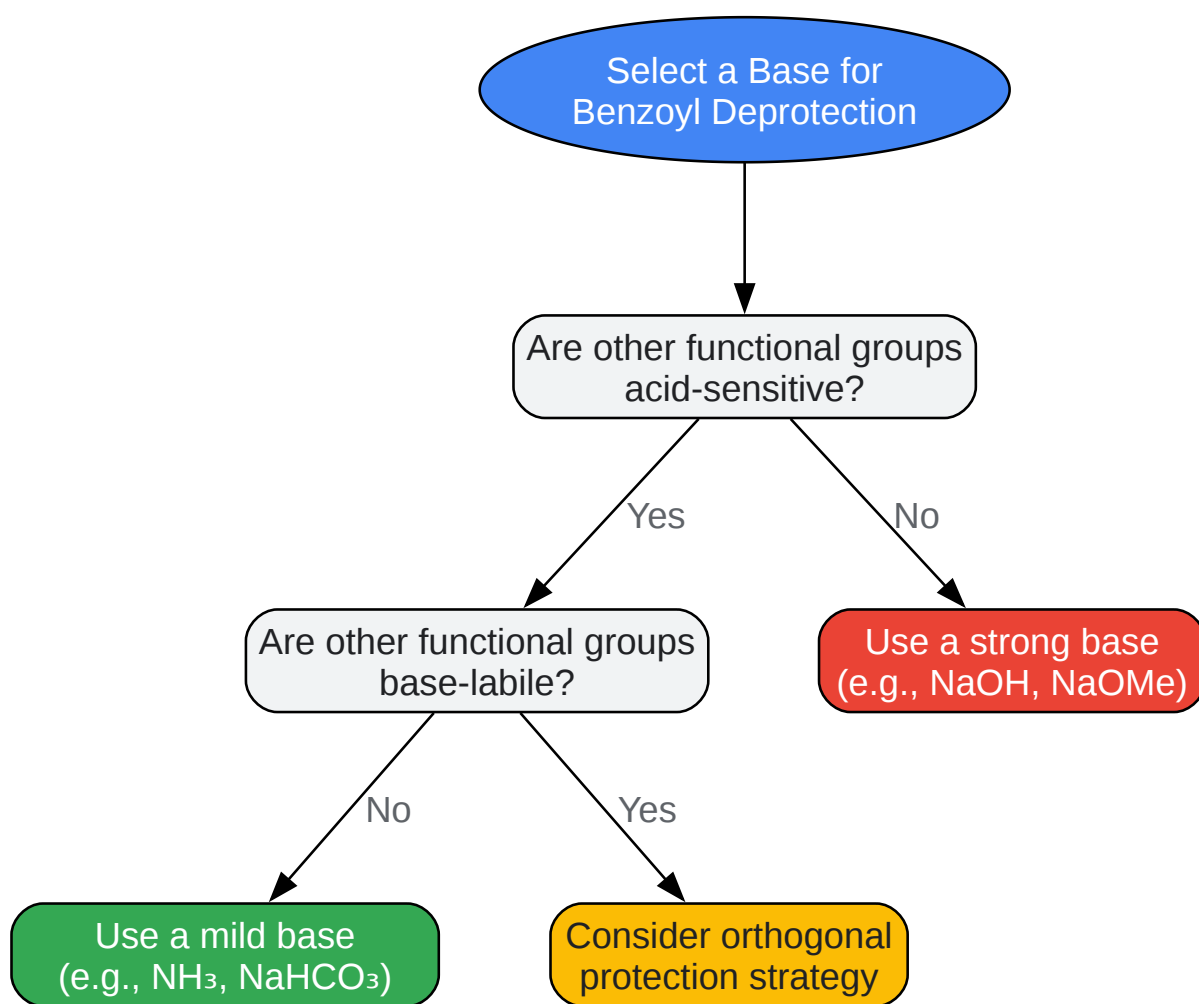 Select a Base for
Benzoyl Deprotection
Are other functional groups
acid-sensitive?
Yes
No
Are other functional groups
base-labile?
Use a strong base
(e.g., NaOH, NaOMe)
No
Yes
Use a mild base
(e.g., NH₃, NaHCO₃)
Consider orthogonal
protection strategy